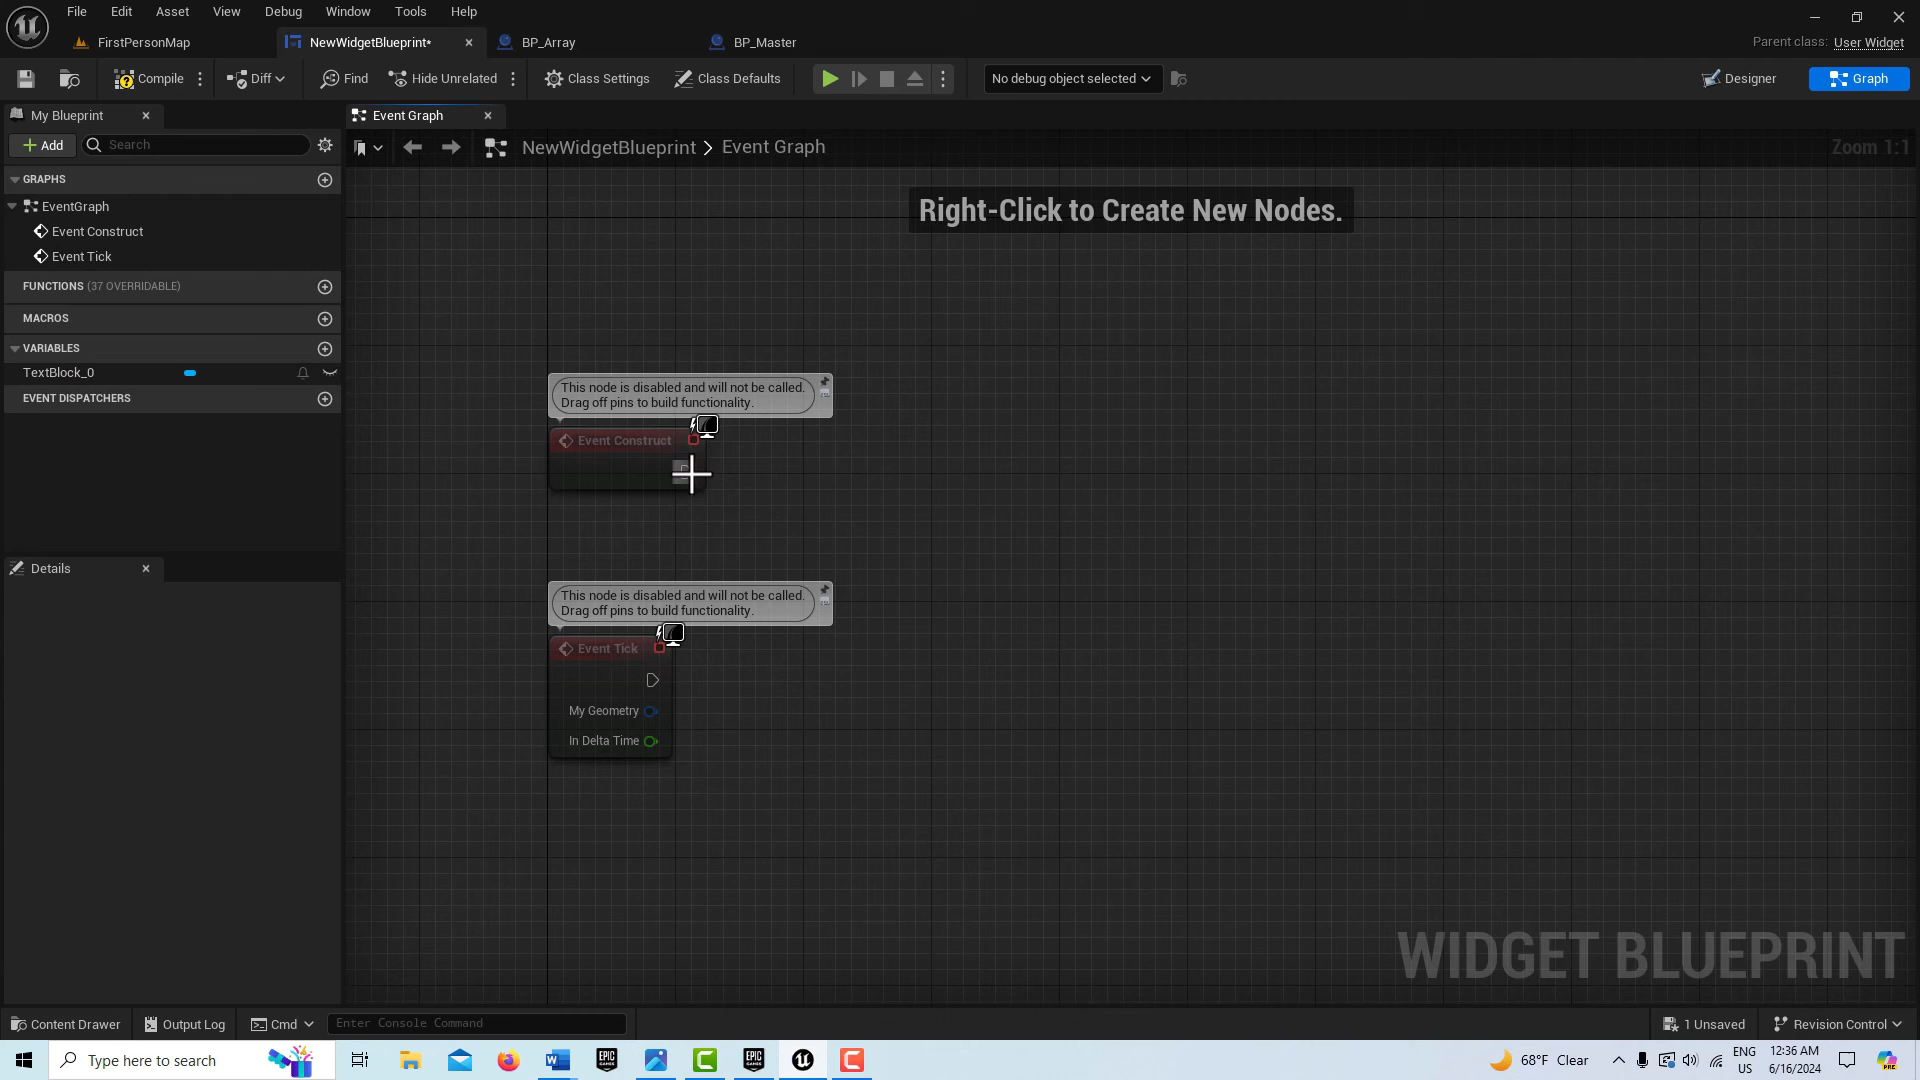 File Edit Asset View Debug Window Tools Help
FirstPersonMap NewWidgetBlueprint* BP_Array BP_Master Parent class: User Widget
Compile Diff Find Hide Unrelated Class Settings Class Defaults No debug object selected Designer Graph
My Blueprint Event Graph
Add Search NewWidgetBlueprint > Event Graph Zoom 1:1
GRAPHS
EventGraph
Event Construct
Event Tick
FUNCTIONS (37 OVERRIDABLE)
MACROS
VARIABLES
TextBlock_0
EVENT DISPATCHERS
Details
Right-Click to Create New Nodes.
This node is disabled and will not be called.
Drag off pins to build functionality.
Event Construct
This node is disabled and will not be called.
Drag off pins to build functionality.
Event Tick
My Geometry
In Delta Time
WIDGET BLUEPRINT
Content Drawer Output Log Cmd Enter Console Command 1 Unsaved Revision Control
Type here to search 68°F Clear ENG US 12:36 AM 6/16/2024